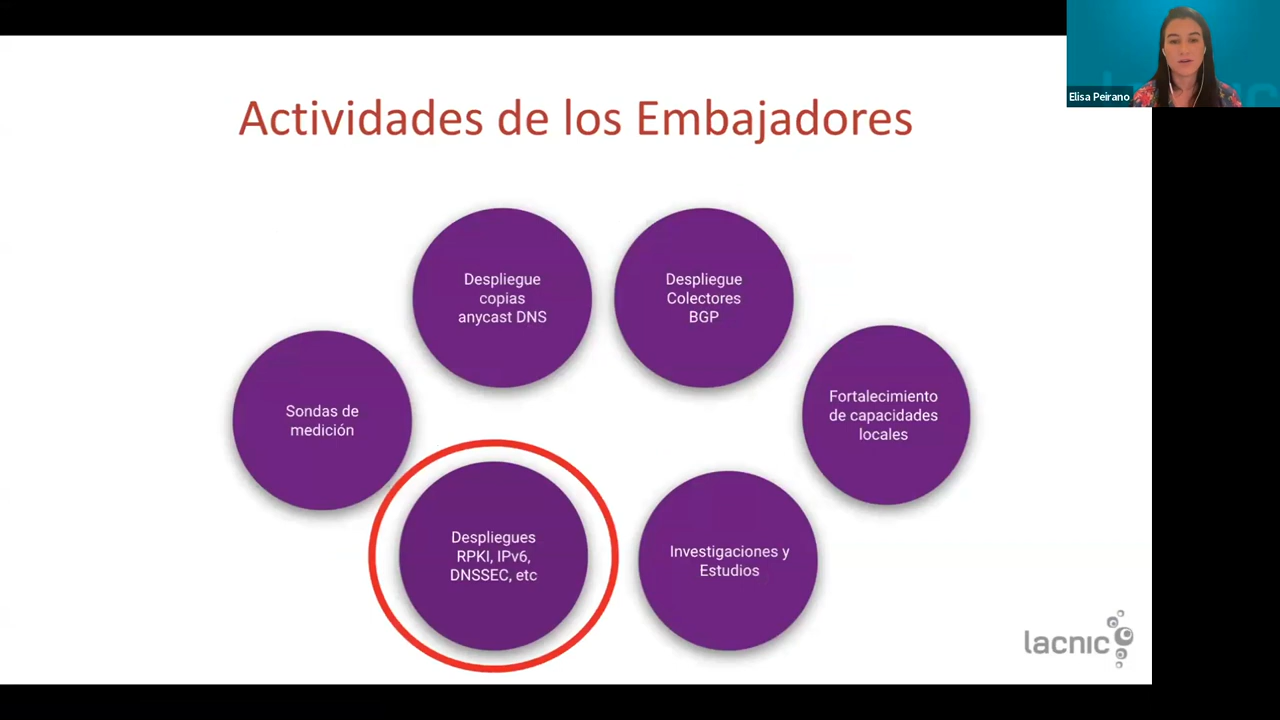 Elisa Peirano
Actividades de los Embajadores
Despliegue
copias
anycast DNS
Despliegue
Colectores
BGP
Sondas de
medición
Fortalecimiento
de capacidades
locales
Despliegues
RPKI, IPv6,
DNSSEC, etc
Investigaciones y
Estudios
lacnic